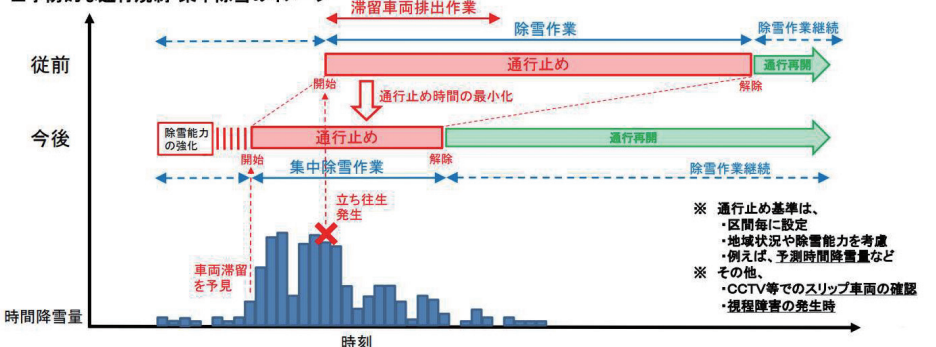 滞留車両排出作業
除雪作業
除雪作業継続
従前
通行止め
通行再開
開始
解除
通行止め時間の最小化
今後
除雪能力
の強化
通行止め
通行再開
開始
解除
集中除雪作業
除雪作業継続
立ち往生
発生
車両滞留
を予見
※ 通行止め基準は、
・区間毎に設定
・地域状況や除雪能力を考慮
・例えば、予測時間降雪量など
※ その他、
・CCTV等でのスリップ車両の確認
・視程障害の発生時
時間降雪量
時刻